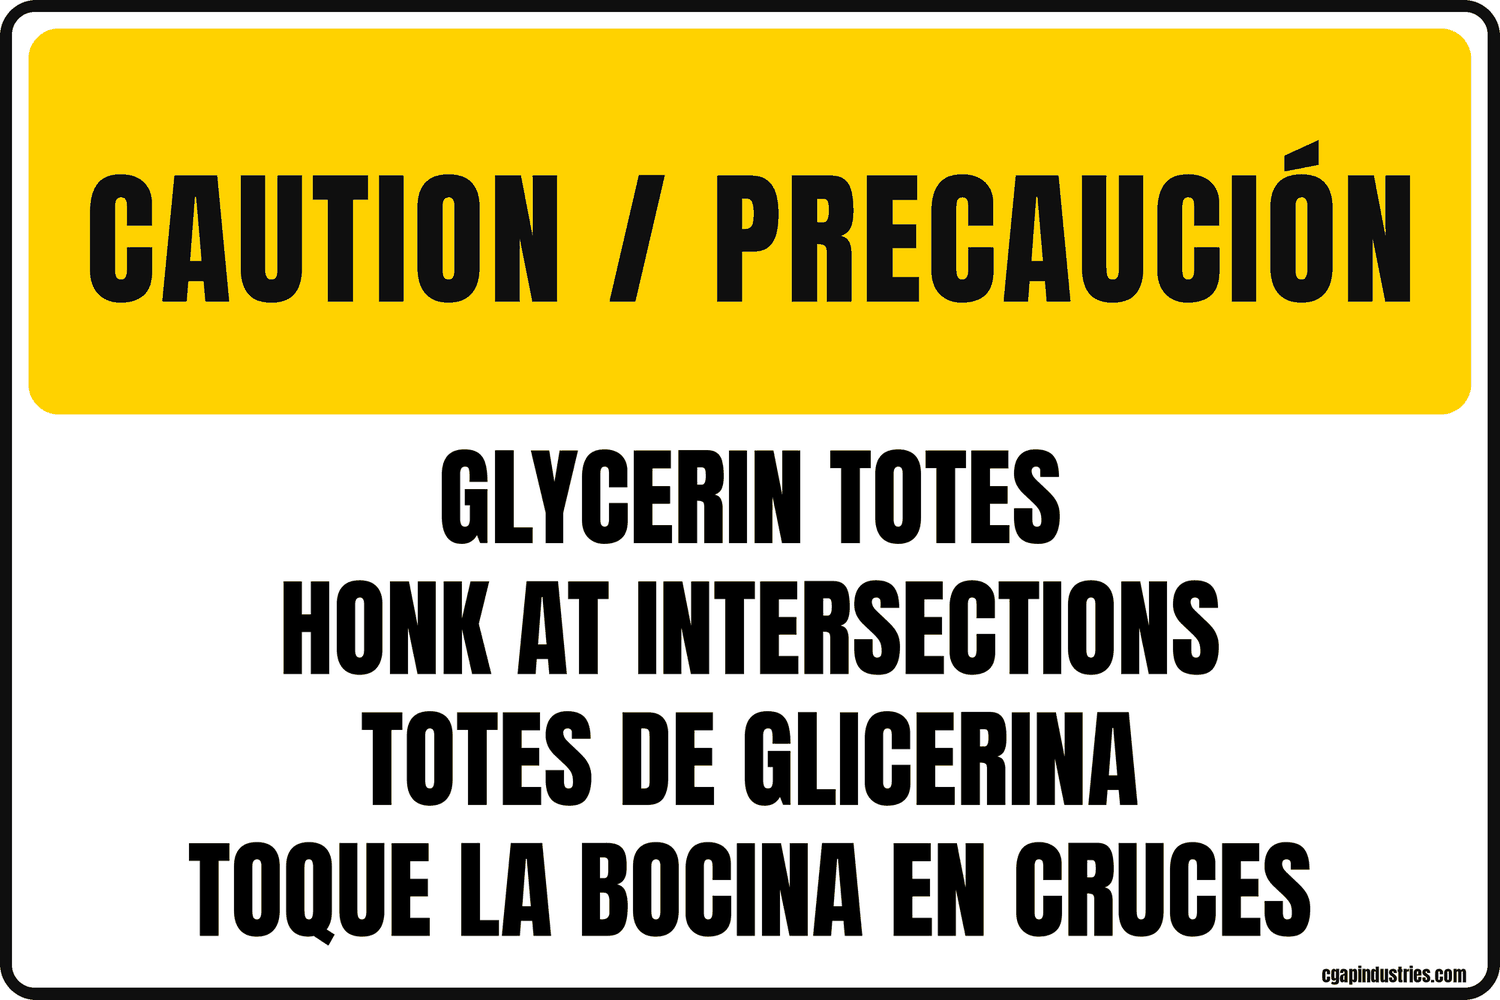 CAUTION / PRECAUCIÓN
GLYCERIN TOTES
HONK AT INTERSECTIONS
TOTES DE GLICERINA
TOQUE LA BOCINA EN CRUCES
cgapindustries.com